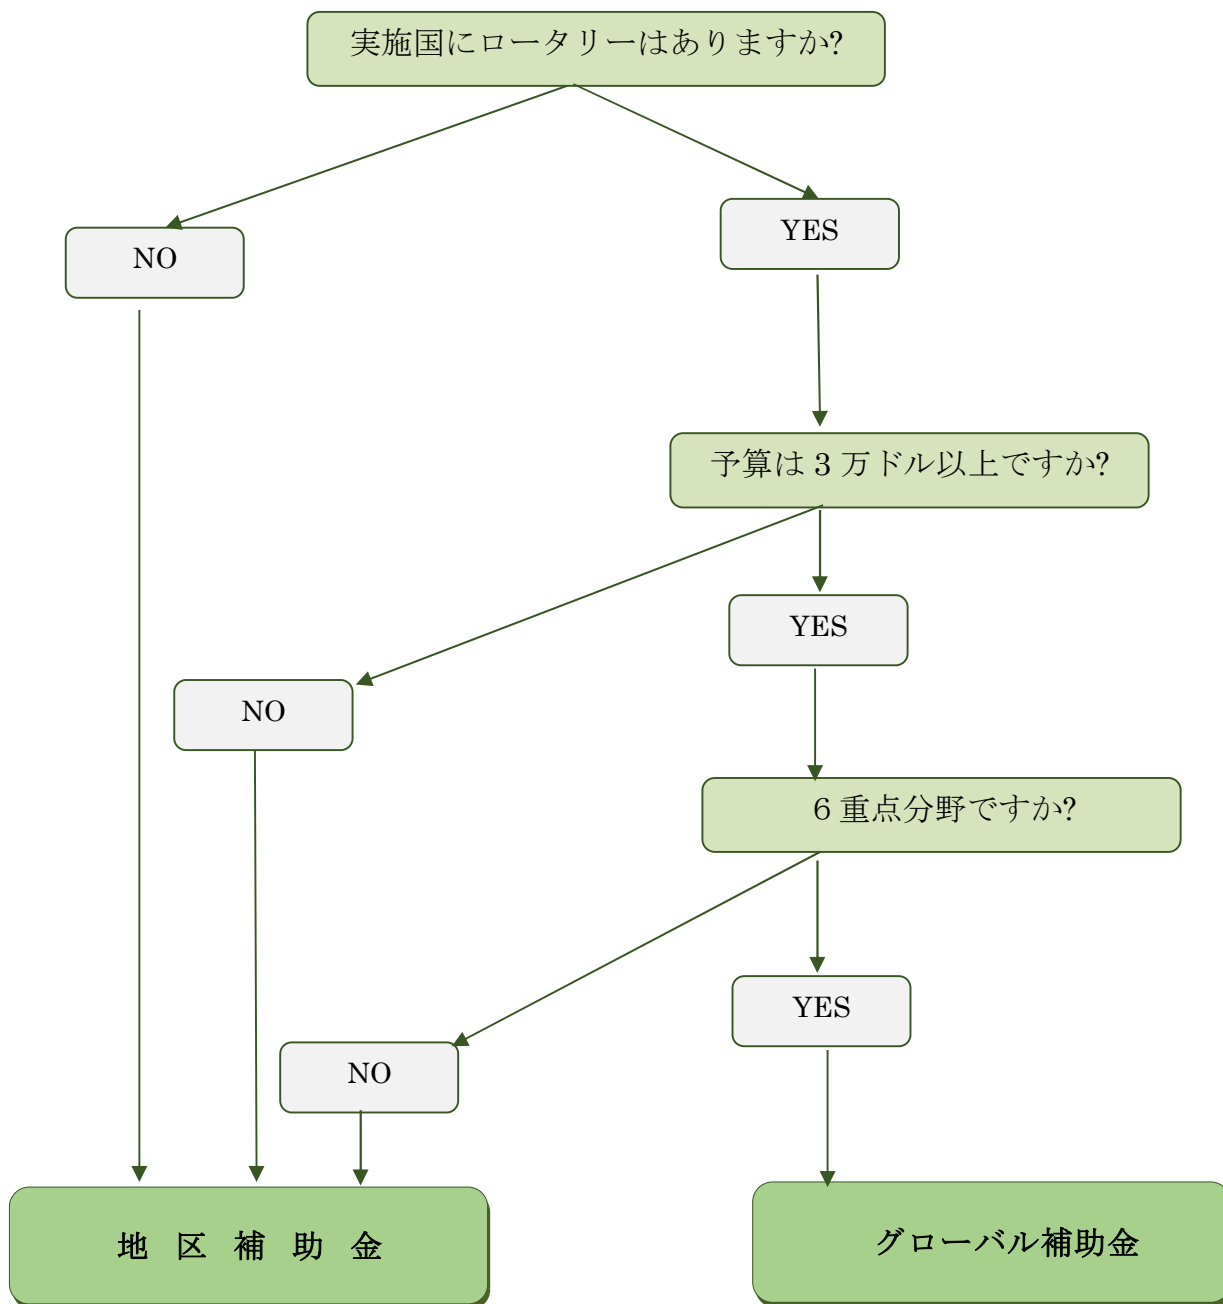 実施国にロータリーはありますか?
YES
NO
予算は3万ドル以上ですか?
YES
NO
6重点分野ですか?
YES
NO
地 区 補 助 金
グローバル補助金